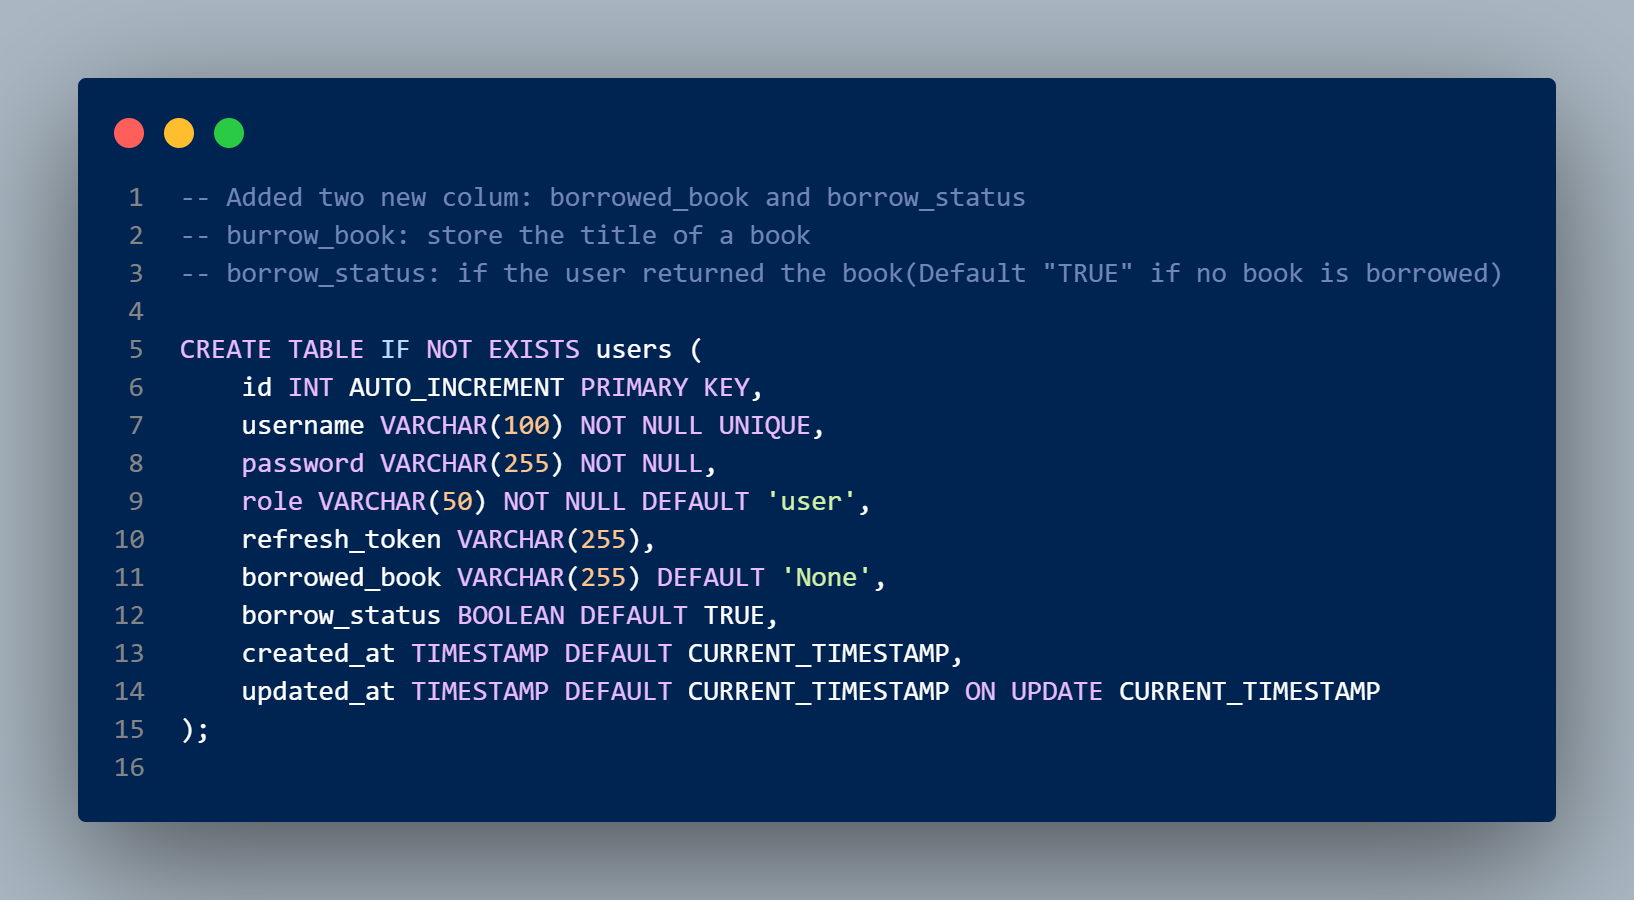 1 -- Added two new colum: borrowed_book and borrow_status
2 -- burrow_book: store the title of a book
3 -- borrow_status: if the user returned the book(Default "TRUE" if no book is borrowed)
4
5 CREATE TABLE IF NOT EXISTS users (
6     id INT AUTO_INCREMENT PRIMARY KEY,
7     username VARCHAR(100) NOT NULL UNIQUE,
8     password VARCHAR(255) NOT NULL,
9     role VARCHAR(50) NOT NULL DEFAULT 'user',
10     refresh_token VARCHAR(255),
11     borrowed_book VARCHAR(255) DEFAULT 'None',
12     borrow_status BOOLEAN DEFAULT TRUE,
13     created_at TIMESTAMP DEFAULT CURRENT_TIMESTAMP,
14     updated_at TIMESTAMP DEFAULT CURRENT_TIMESTAMP ON UPDATE CURRENT_TIMESTAMP
15 );
16